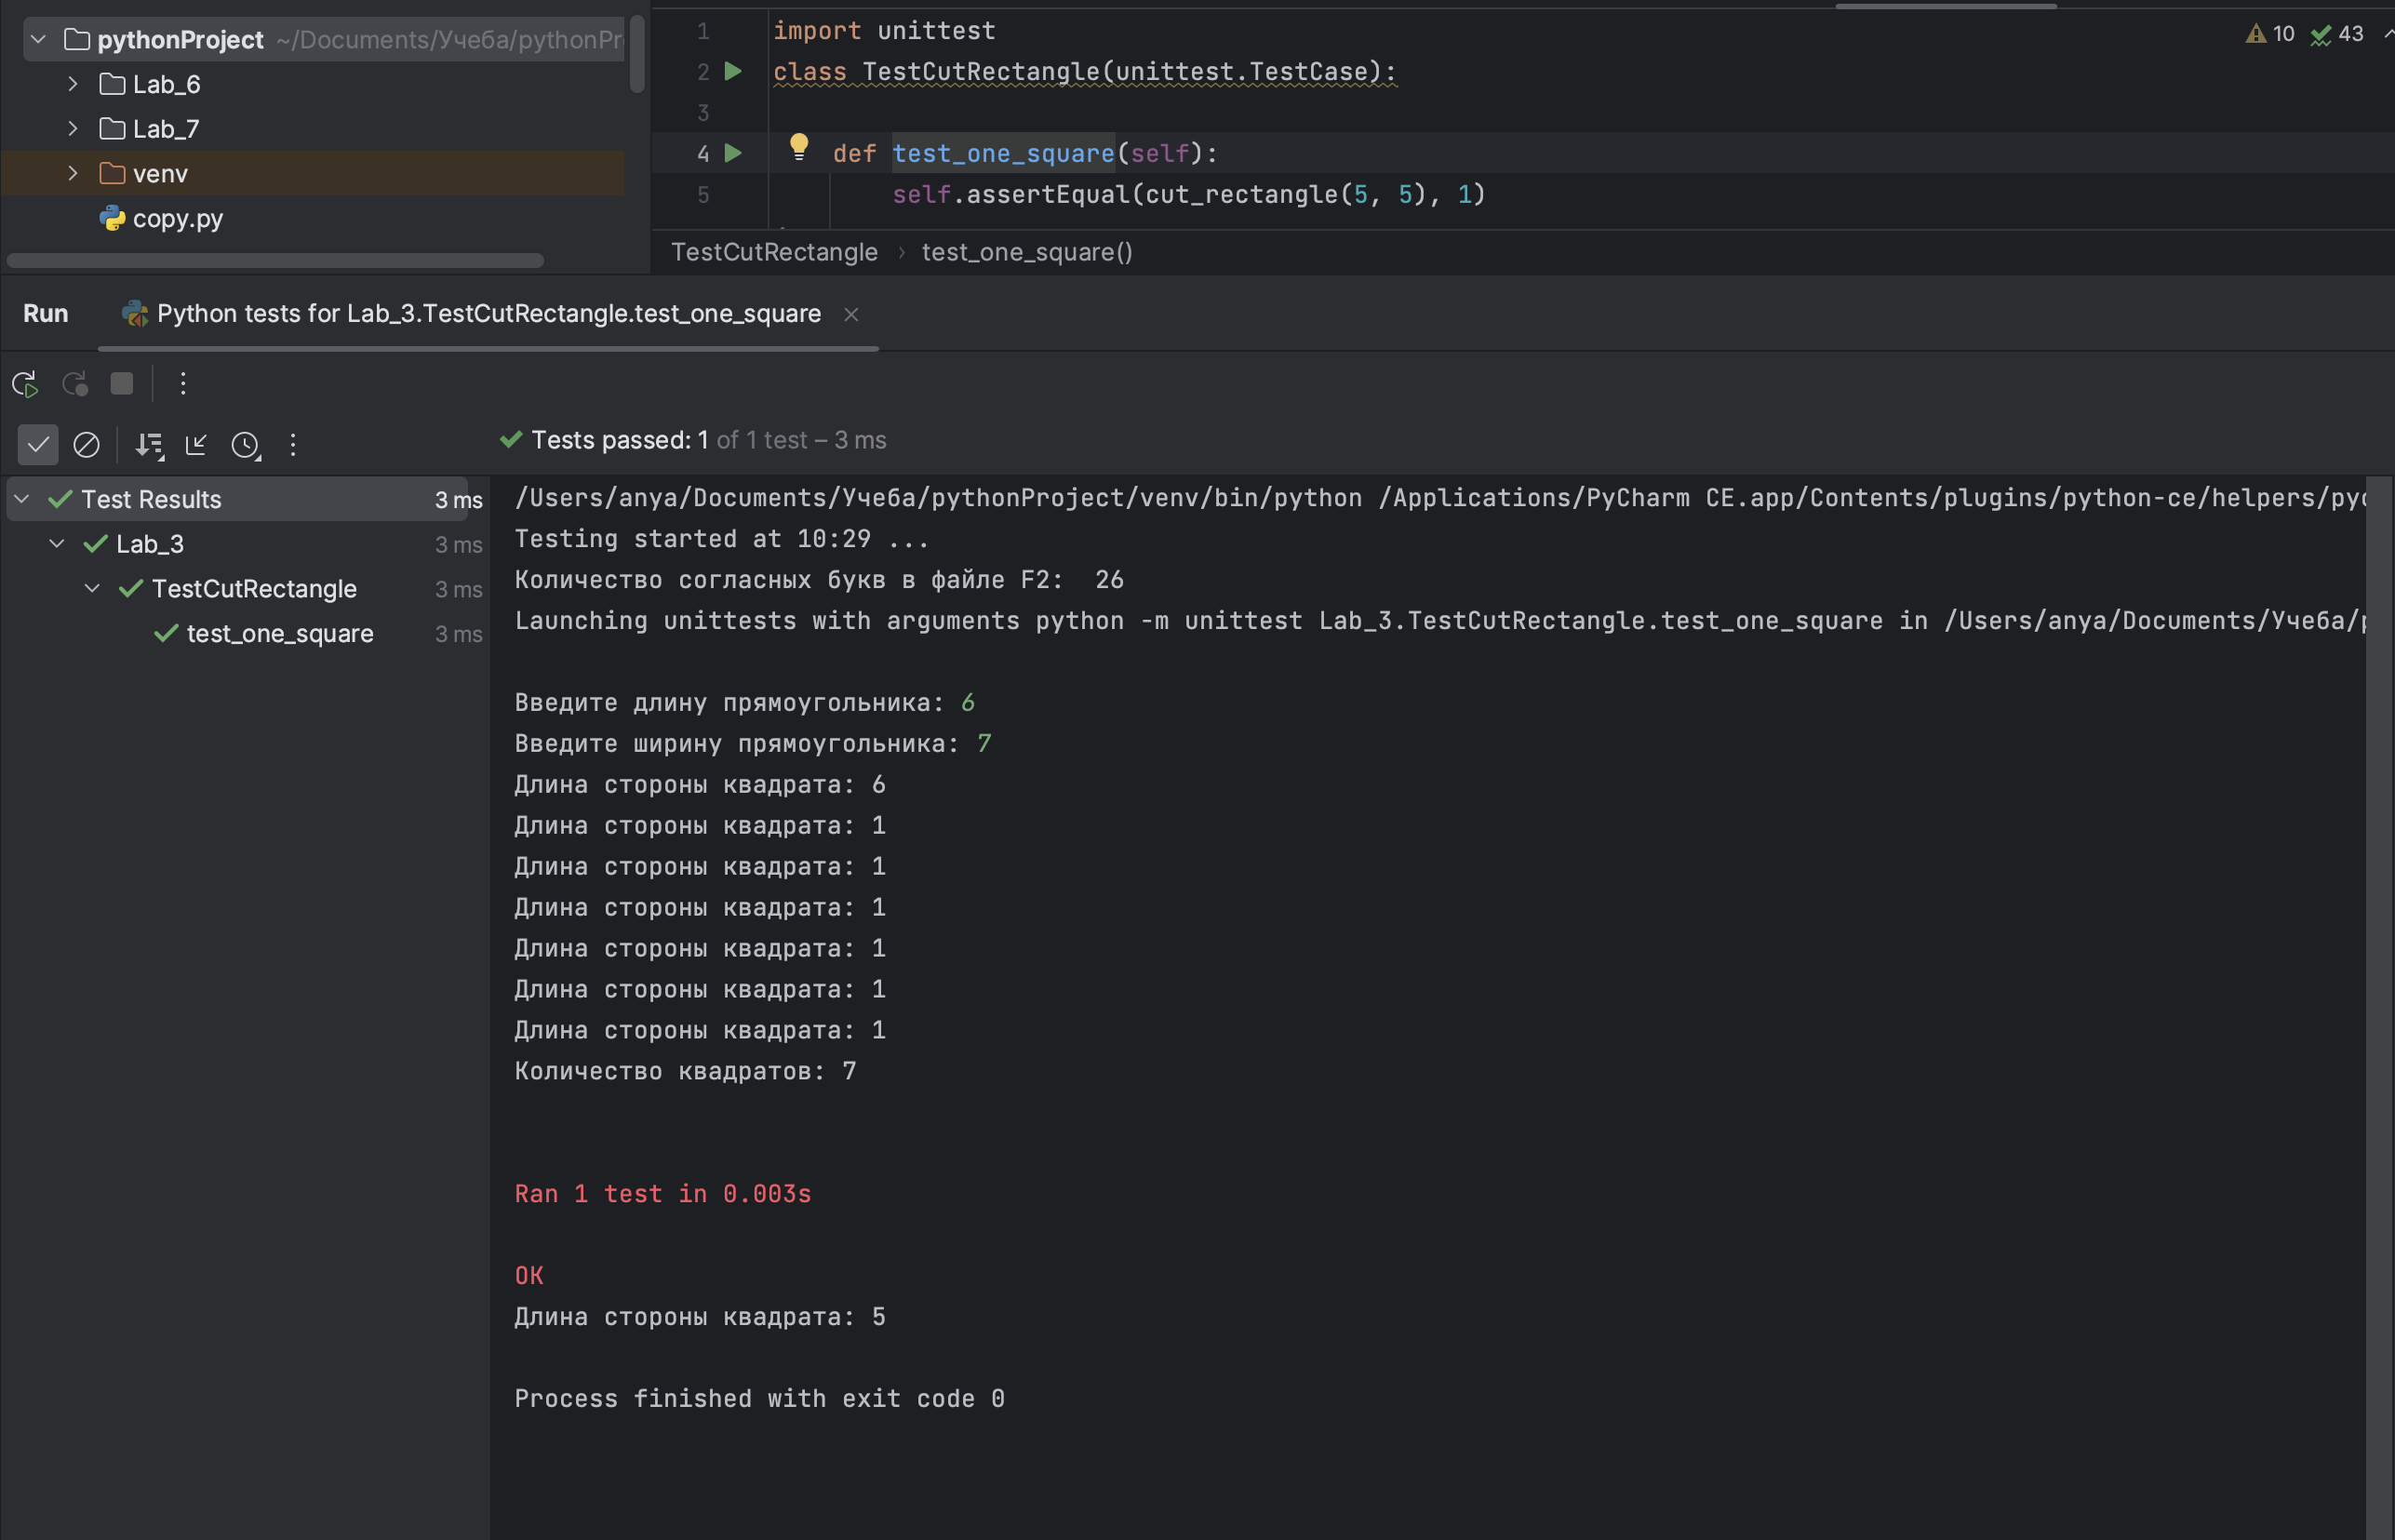 pythonProject ~/Documents/Учеба/pythonPr
Lab_6
Lab_7
venv
copy.py
1 import unittest
2 class TestCutRectangle(unittest.TestCase):
3
4 def test_one_square(self):
5 self.assertEqual(cut_rectangle(5, 5), 1)
10 43
TestCutRectangle › test_one_square()
Run Python tests for Lab_3.TestCutRectangle.test_one_square
Tests passed: 1 of 1 test – 3 ms
Test Results 3 ms
Lab_3 3 ms
TestCutRectangle 3 ms
test_one_square 3 ms
/Users/anya/Documents/Учеба/pythonProject/venv/bin/python /Applications/PyCharm CE.app/Contents/plugins/python-ce/helpers/pyc
Testing started at 10:29 ...
Количество согласных букв в файле F2:  26
Launching unittests with arguments python -m unittest Lab_3.TestCutRectangle.test_one_square in /Users/anya/Documents/Учеба/p
Введите длину прямоугольника: 6
Введите ширину прямоугольника: 7
Длина стороны квадрата: 6
Длина стороны квадрата: 1
Длина стороны квадрата: 1
Длина стороны квадрата: 1
Длина стороны квадрата: 1
Длина стороны квадрата: 1
Длина стороны квадрата: 1
Количество квадратов: 7
Ran 1 test in 0.003s
OK
Длина стороны квадрата: 5
Process finished with exit code 0